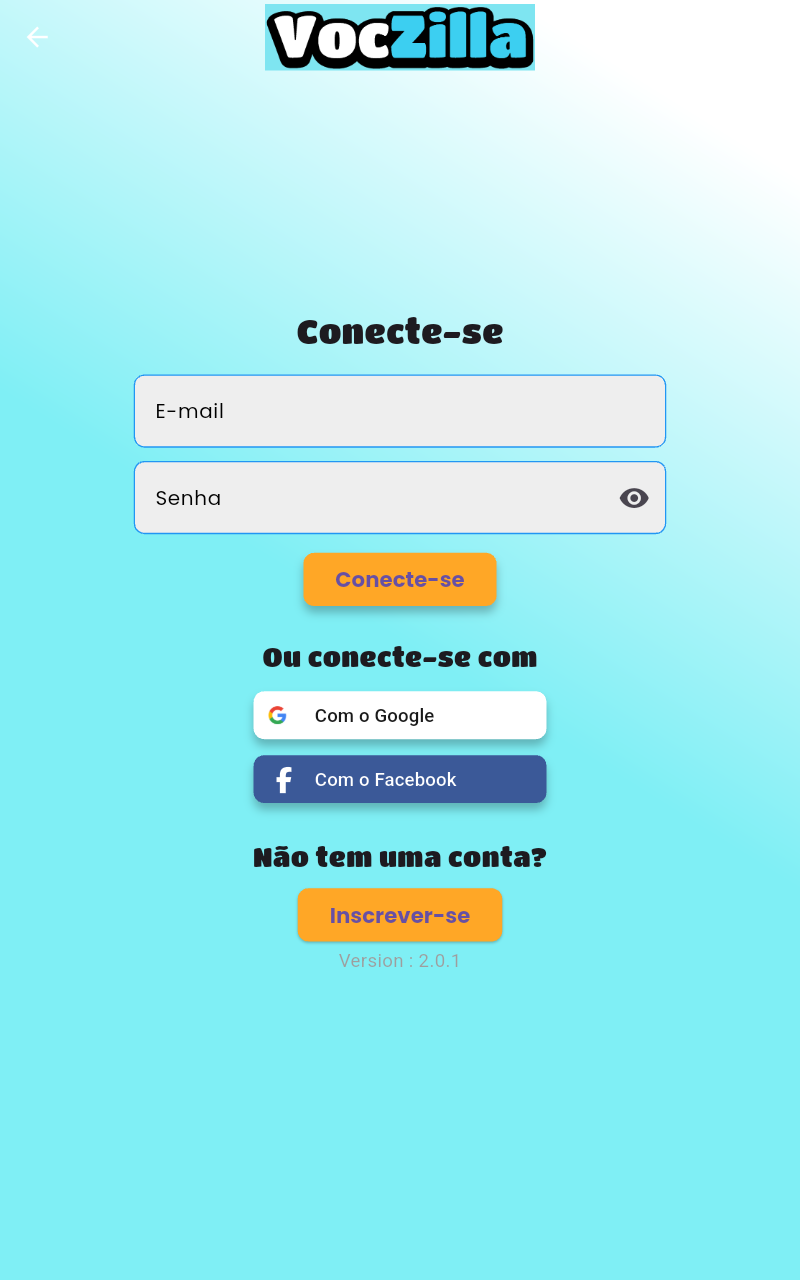 VocZilla
Conecte-se
E-mail
Senha
Conecte-se
Ou conecte-se com
Com o Google
Com o Facebook
Não tem uma conta?
Inscrever-se
Version : 2.0.1